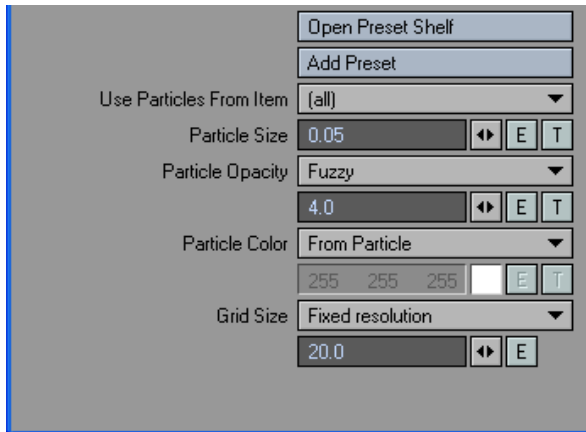 Open Preset Shelf
Add Preset
Use Particles From Item (all)
Particle Size 0.05 E T
Particle Opacity Fuzzy
4.0 E T
Particle Color From Particle
255 255 255 E T
Grid Size Fixed resolution
20.0 E